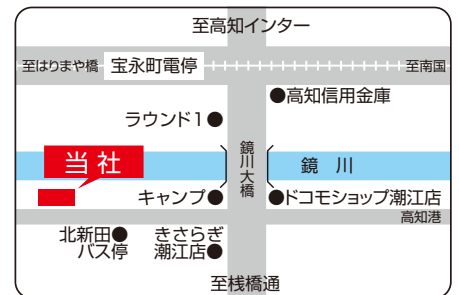 至高知インター
至はりまや橋 宝永町電停 至南国
●高知信用金庫
ラウンド1●
当社
鏡川大橋
鏡川
キャンプ●
●ドコモショップ潮江店
高知港
北新田●
バス停
きさらぎ
潮江店●
至桟橋通